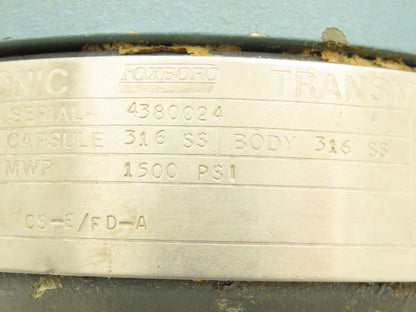 ONIC FOXBORO TRANSM
SERIAL 4380024
CAPSULE 316 SS BODY 316 SS
MWP 1500 PSI
OS-E/FD-A